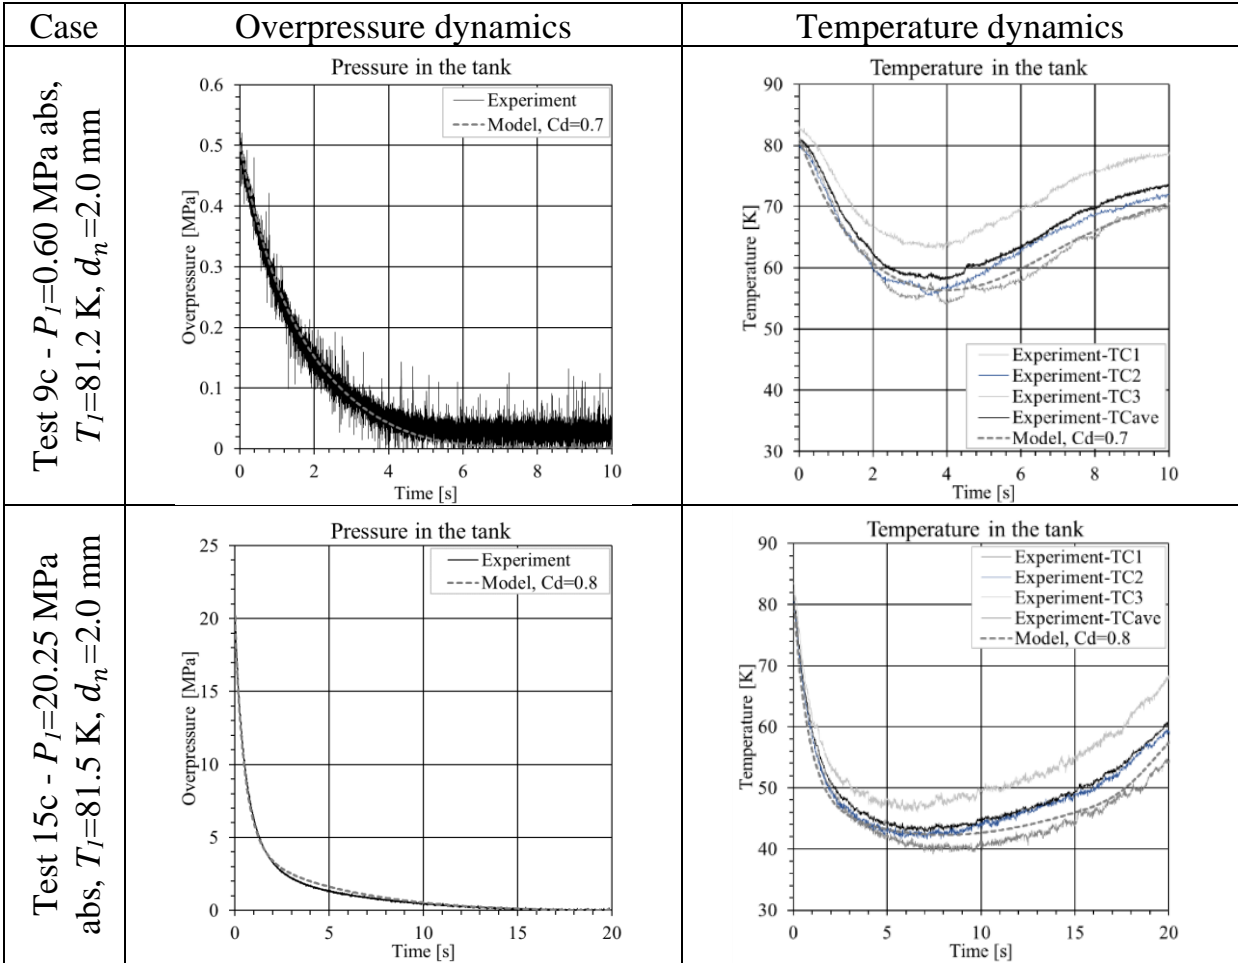 Case
Overpressure dynamics
Temperature dynamics
Test 9c - P1=0.60 MPa abs,
T1=81.2 K, dn=2.0 mm
Pressure in the tank
Overpressure [MPa]
0.6
0.5
0.4
0.3
0.2
0.1
0
Experiment
Model, Cd=0.7
0 2 4 6 8 10
Time [s]
Temperature in the tank
Temperature [K]
90
80
70
60
50
40
30
Experiment-TC1
Experiment-TC2
Experiment-TC3
Experiment-TCave
Model, Cd=0.7
0 2 4 6 8 10
Time [s]
Test 15c - P1=20.25 MPa
abs, T1=81.5 K, dn=2.0 mm
Pressure in the tank
Overpressure [MPa]
25
20
15
10
5
0
Experiment
Model, Cd=0.8
0 5 10 15 20
Time [s]
Temperature in the tank
Temperature [K]
90
80
70
60
50
40
30
Experiment-TC1
Experiment-TC2
Experiment-TC3
Experiment-TCave
Model, Cd=0.8
0 5 10 15 20
Time [s]